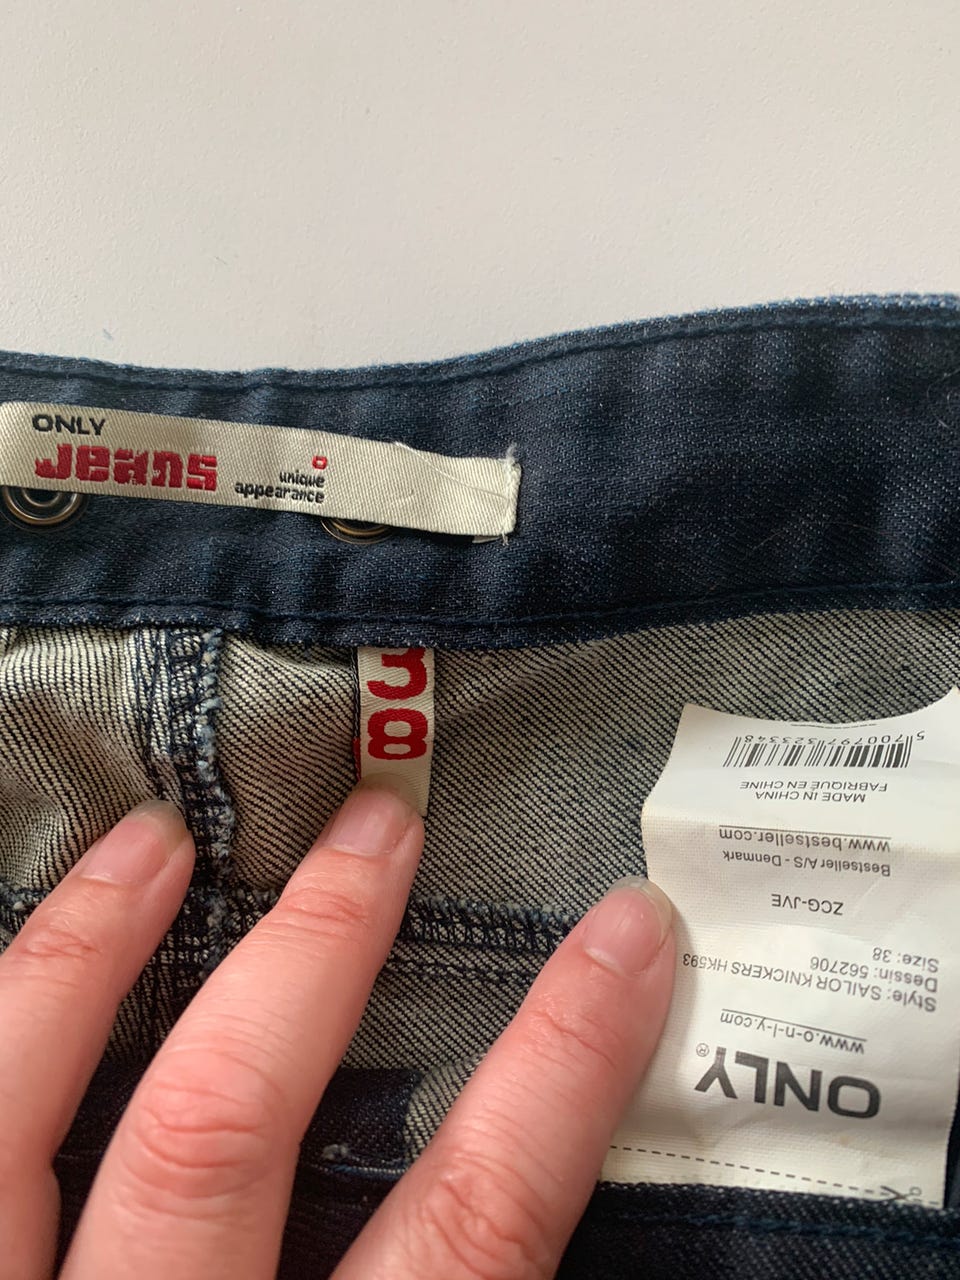 ONLY
Jeans
unique
appearance
38
ONLY®
www.o-n-l-y.com
Style: SAILOR KNICKERS HK593
Dessin: 562706
Size: 38
ZCG-JVE
Bestseller A/S - Denmark
www.bestseller.com
MADE IN CHINA
FABRIQUÉ EN CHINE
5700797323348